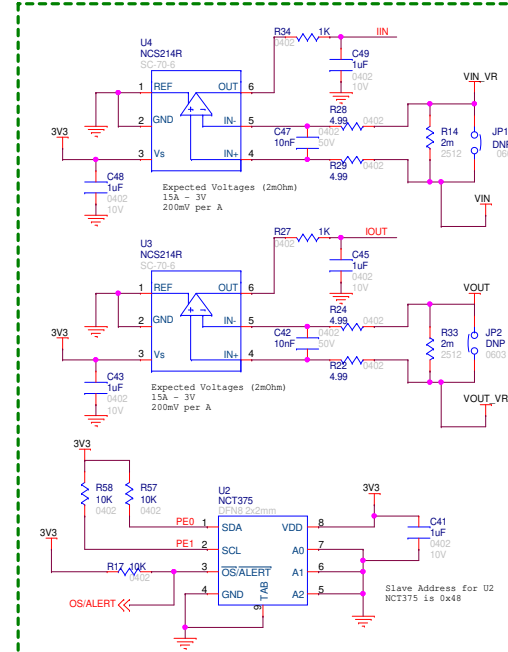 U4
NCS214R
SC-70-6
1 REF OUT 6
2 GND IN- 5
3 Vs IN+ 4
3V3
C48
1uF
0402
10V
Expected Voltages (2mOhm)
15A - 3V
200mV per A
R34 1K IIN
0402
C49
1uF
0402
10V
R28
4.99 0402
C47 0402
10nF 50V
R29 0402
4.99
R14
2m
2512
VIN_VR
JP1
DNP
VIN
U3
NCS214R
SC-70-6
1 REF OUT 6
2 GND IN- 5
3 Vs IN+ 4
3V3
C43
1uF
0402
10V
Expected Voltages (2mOhm)
15A - 3V
200mV per A
R27 1K IOUT
0402
C45
1uF
0402
10V
R24
4.99 0402
C42 0402
10nF 50V
R22 0402
4.99
VOUT
R33
2m
2512
JP2
DNP
0603
VOUT_VR
3V3
R58
10K
0402
R57
10K
0402
U2
NCT375
DFN8 2x2mm
PE0 1 SDA VDD 8
PE1 2 SCL A0 7
3 OS/ALERT A1 6
4 GND A2 5
9 TAB
3V3
R17 10K
0402
OS/ALERT
3V3
C41
1uF
0402
10V
Slave Address for U2
NCT375 is 0x48